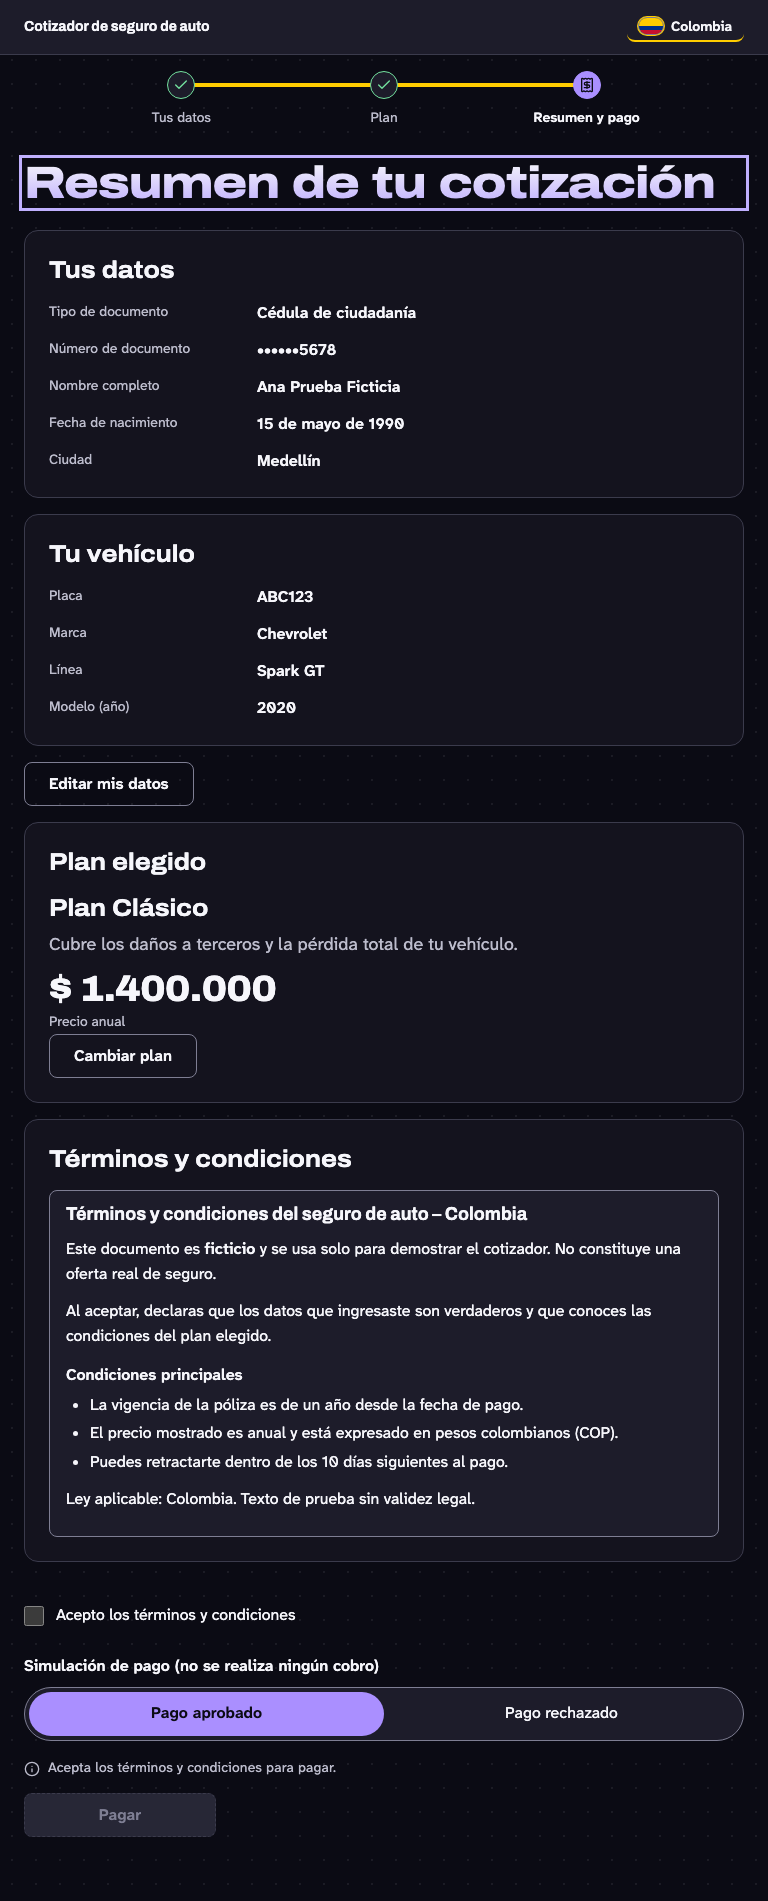 Cotizador de seguro de auto
Colombia
Tus datos
Plan
Resumen y pago
Resumen de tu cotización
Tus datos
Tipo de documento
Cédula de ciudadanía
Número de documento
••••••5678
Nombre completo
Ana Prueba Ficticia
Fecha de nacimiento
15 de mayo de 1990
Ciudad
Medellín
Tu vehículo
Placa
ABC123
Marca
Chevrolet
Línea
Spark GT
Modelo (año)
2020
Editar mis datos
Plan elegido
Plan Clásico
Cubre los daños a terceros y la pérdida total de tu vehículo.
$ 1.400.000
Precio anual
Cambiar plan
Términos y condiciones
Términos y condiciones del seguro de auto – Colombia
Este documento es ficticio y se usa solo para demostrar el cotizador. No constituye una
oferta real de seguro.
Al aceptar, declaras que los datos que ingresaste son verdaderos y que conoces las
condiciones del plan elegido.
Condiciones principales
• La vigencia de la póliza es de un año desde la fecha de pago.
• El precio mostrado es anual y está expresado en pesos colombianos (COP).
• Puedes retractarte dentro de los 10 días siguientes al pago.
Ley aplicable: Colombia. Texto de prueba sin validez legal.
Acepto los términos y condiciones
Simulación de pago (no se realiza ningún cobro)
Pago aprobado
Pago rechazado
Acepta los términos y condiciones para pagar.
Pagar